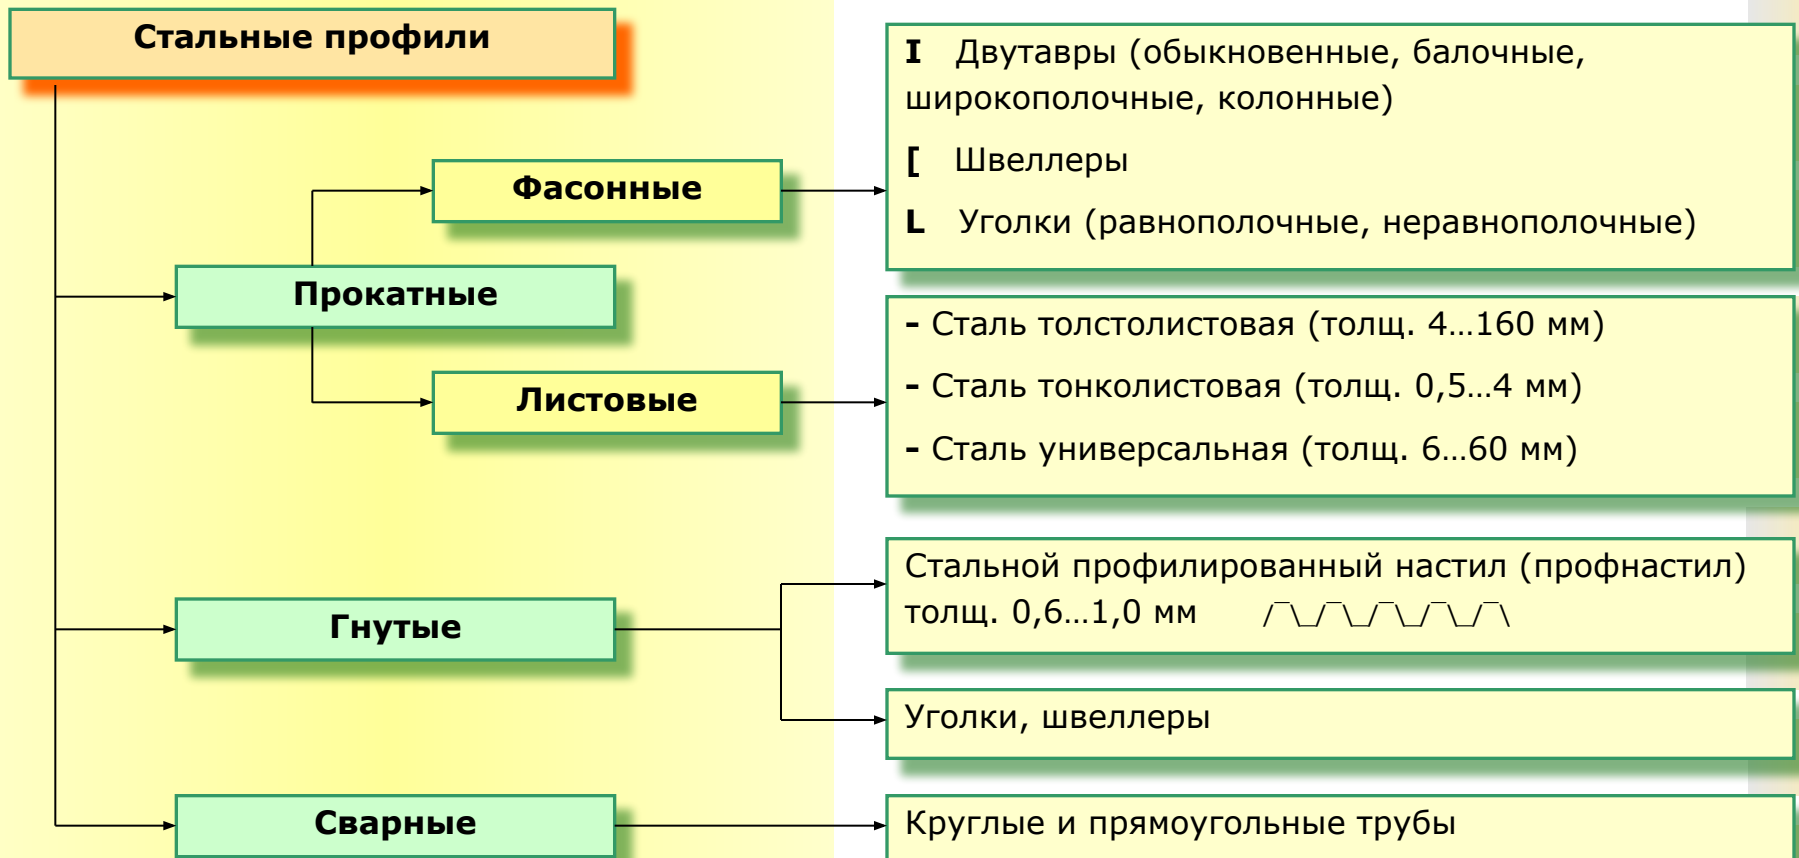 Стальные профили
I Двутавры (обыкновенные, балочные,
широкополочные, колонные)
[ Швеллеры
L Уголки (равнополочные, неравнополочные)
Фасонные
Прокатные
Листовые
- Сталь толстолистовая (толщ. 4...160 мм)
- Сталь тонколистовая (толщ. 0,5...4 мм)
- Сталь универсальная (толщ. 6...60 мм)
Гнутые
Стальной профилированный настил (профнастил)
толщ. 0,6...1,0 мм /¯\_/¯\_/¯\_/¯\_/¯\
Уголки, швеллеры
Сварные
Круглые и прямоугольные трубы